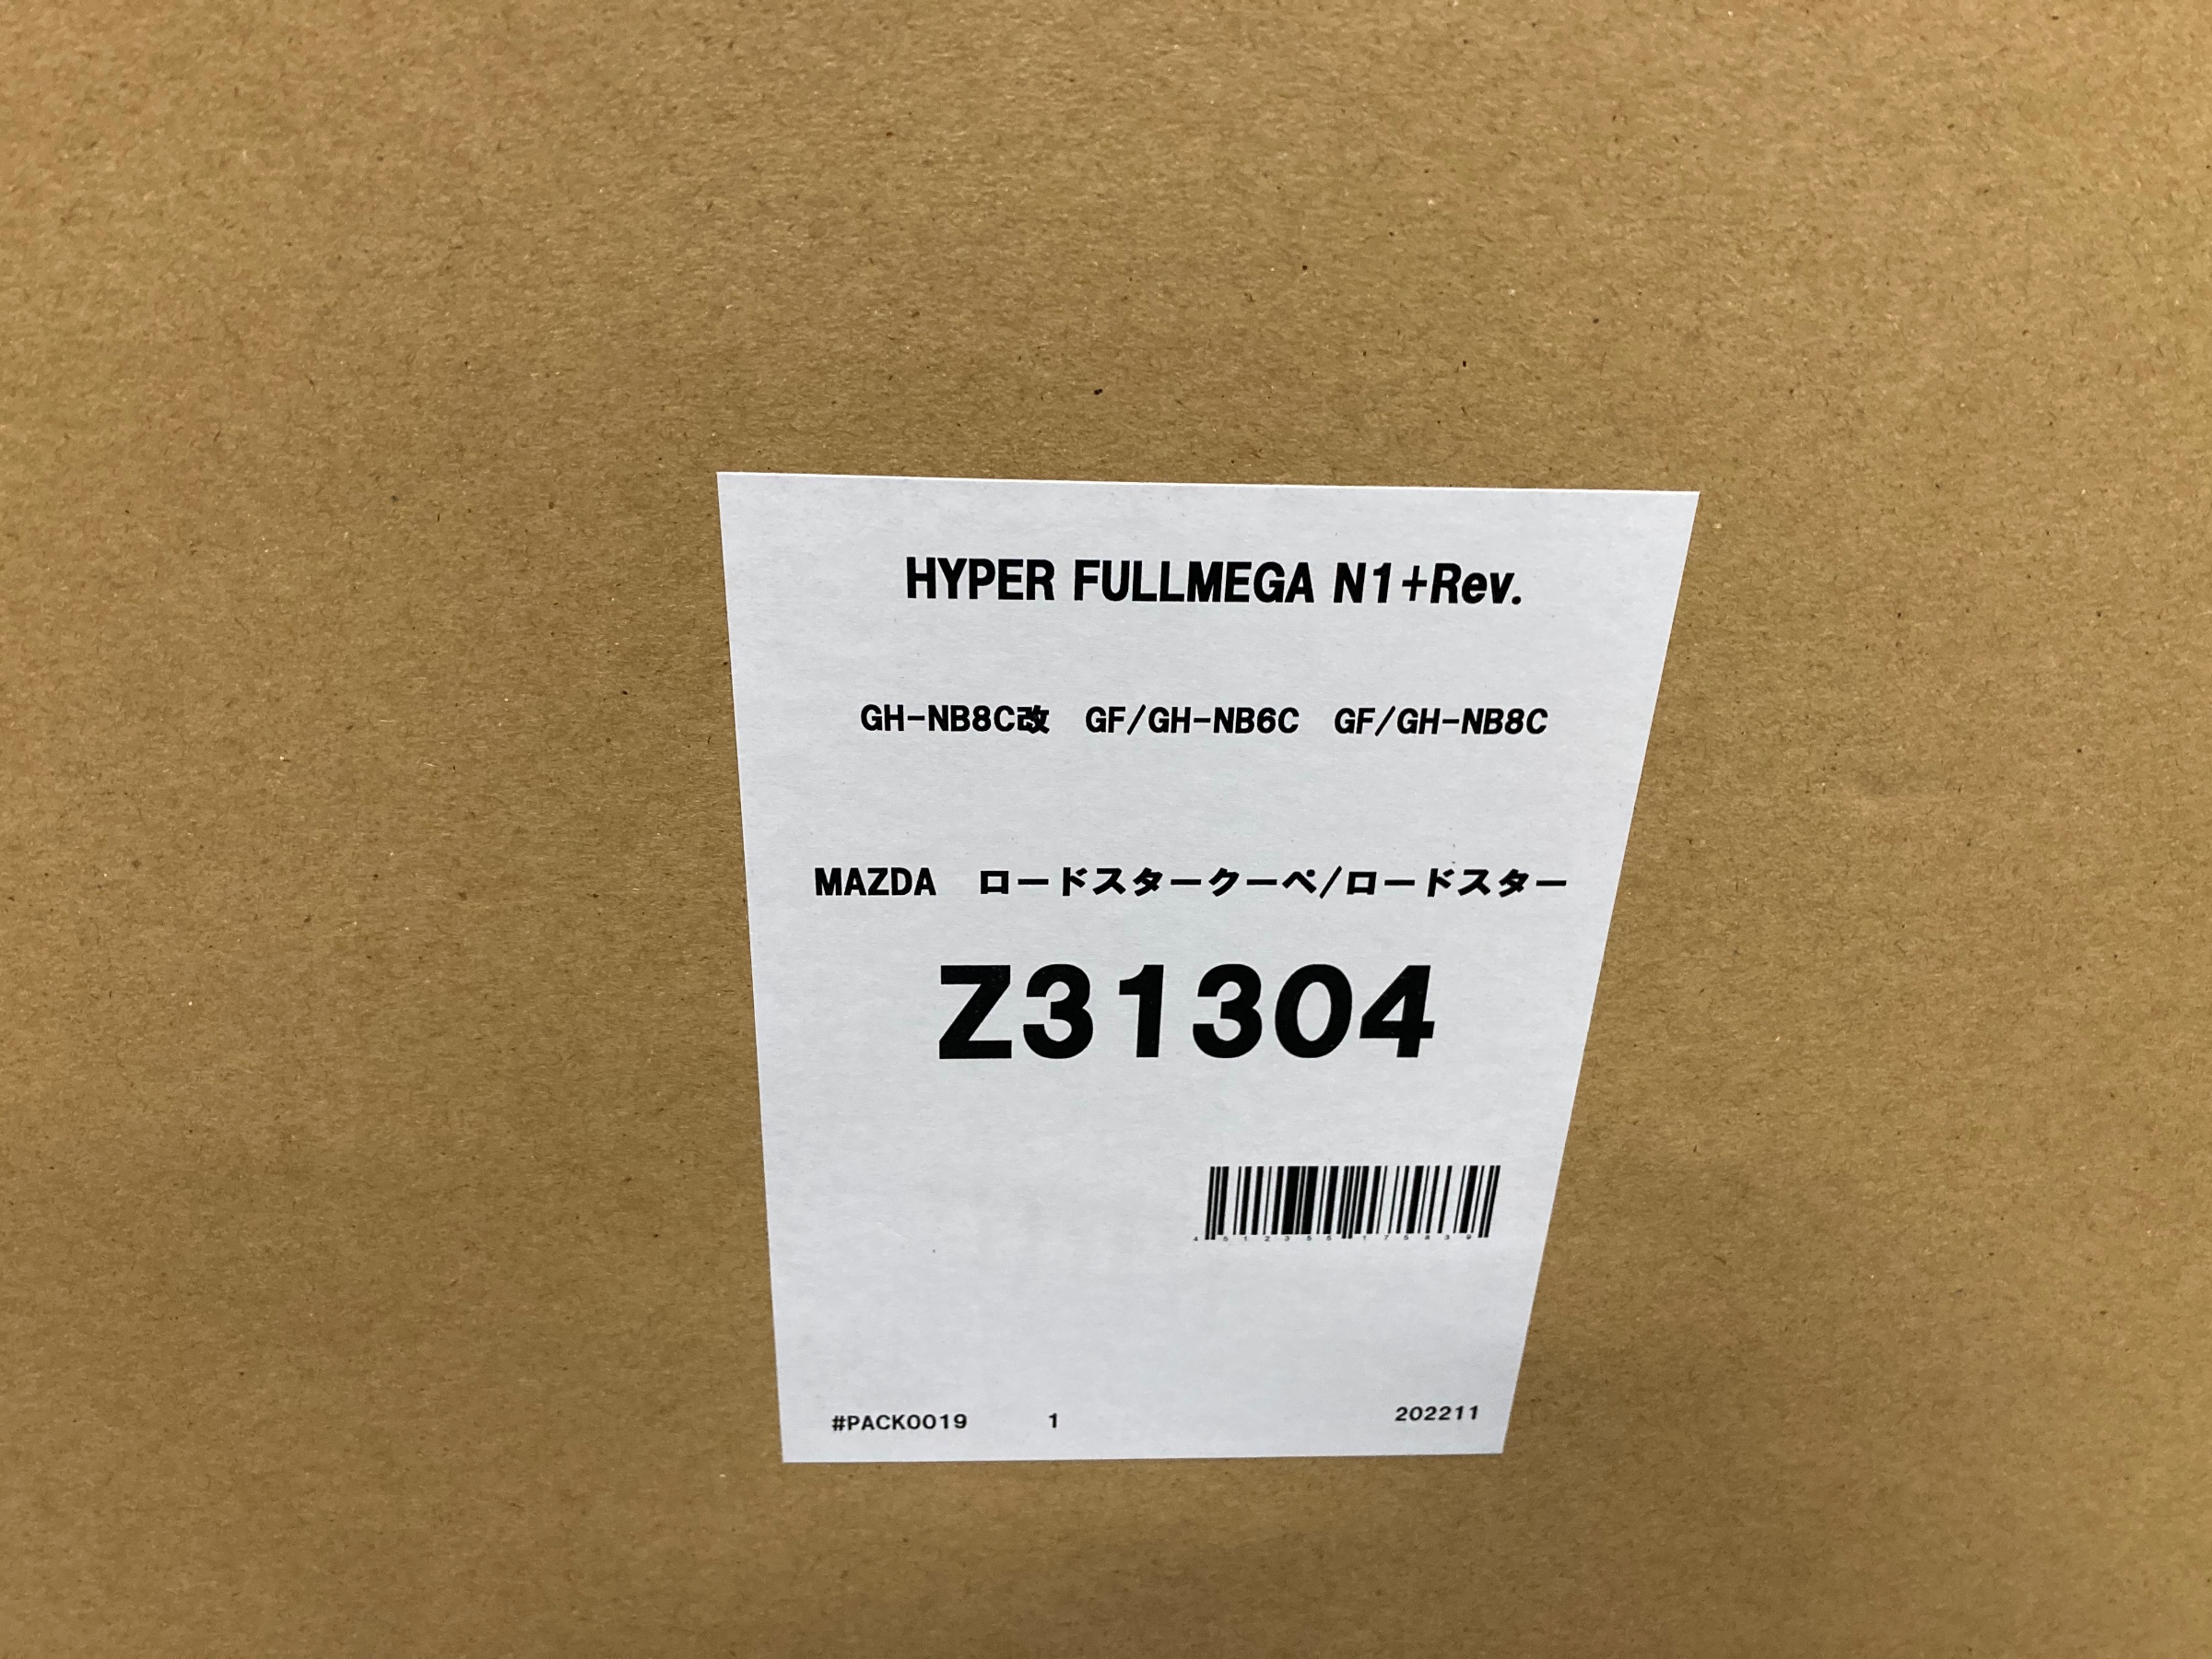 HYPER FULLMEGA N1+Rev.
GH-NB8C改　GF/GH-NB6C　GF/GH-NB8C
MAZDA　ロードスタークーペ/ロードスター
Z31304
#PACK0019 1 202211